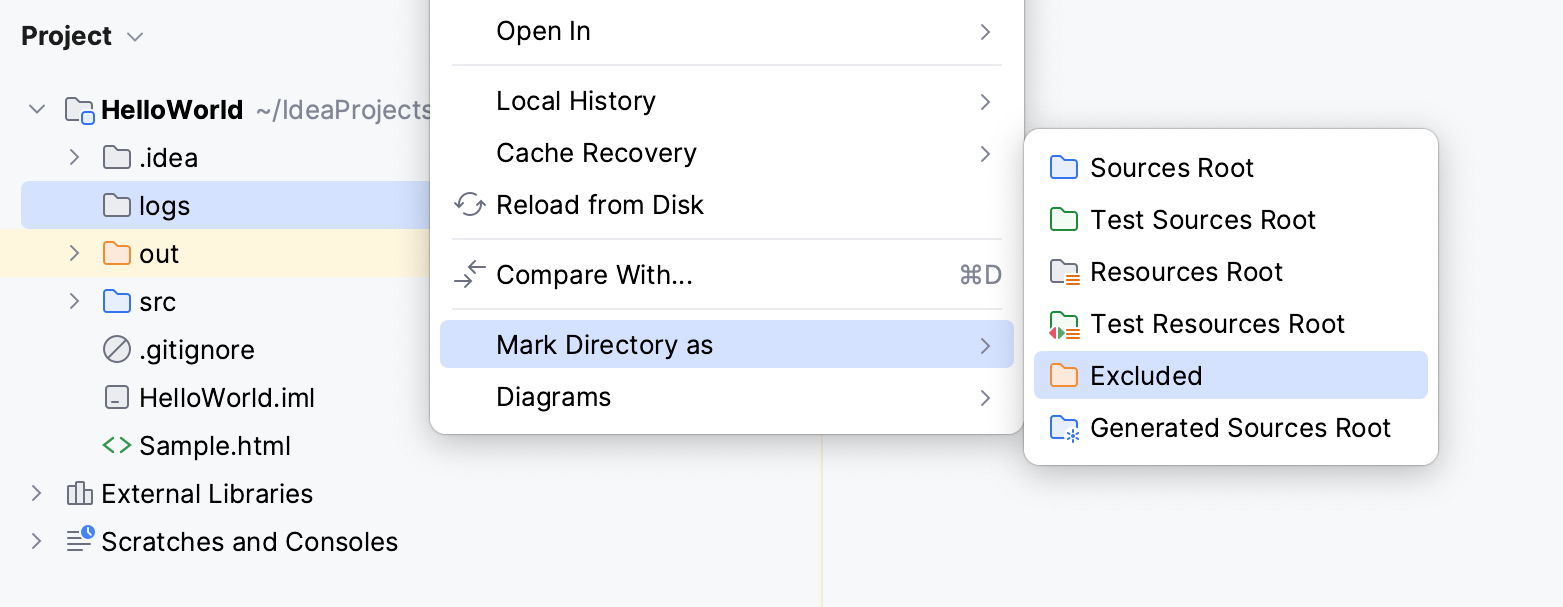 Project
HelloWorld ~/IdeaProjects
.idea
logs
out
src
.gitignore
HelloWorld.iml
Sample.html
External Libraries
Scratches and Consoles
Open In
Local History
Cache Recovery
Reload from Disk
Compare With... ⌘D
Mark Directory as
Diagrams
Sources Root
Test Sources Root
Resources Root
Test Resources Root
Excluded
Generated Sources Root